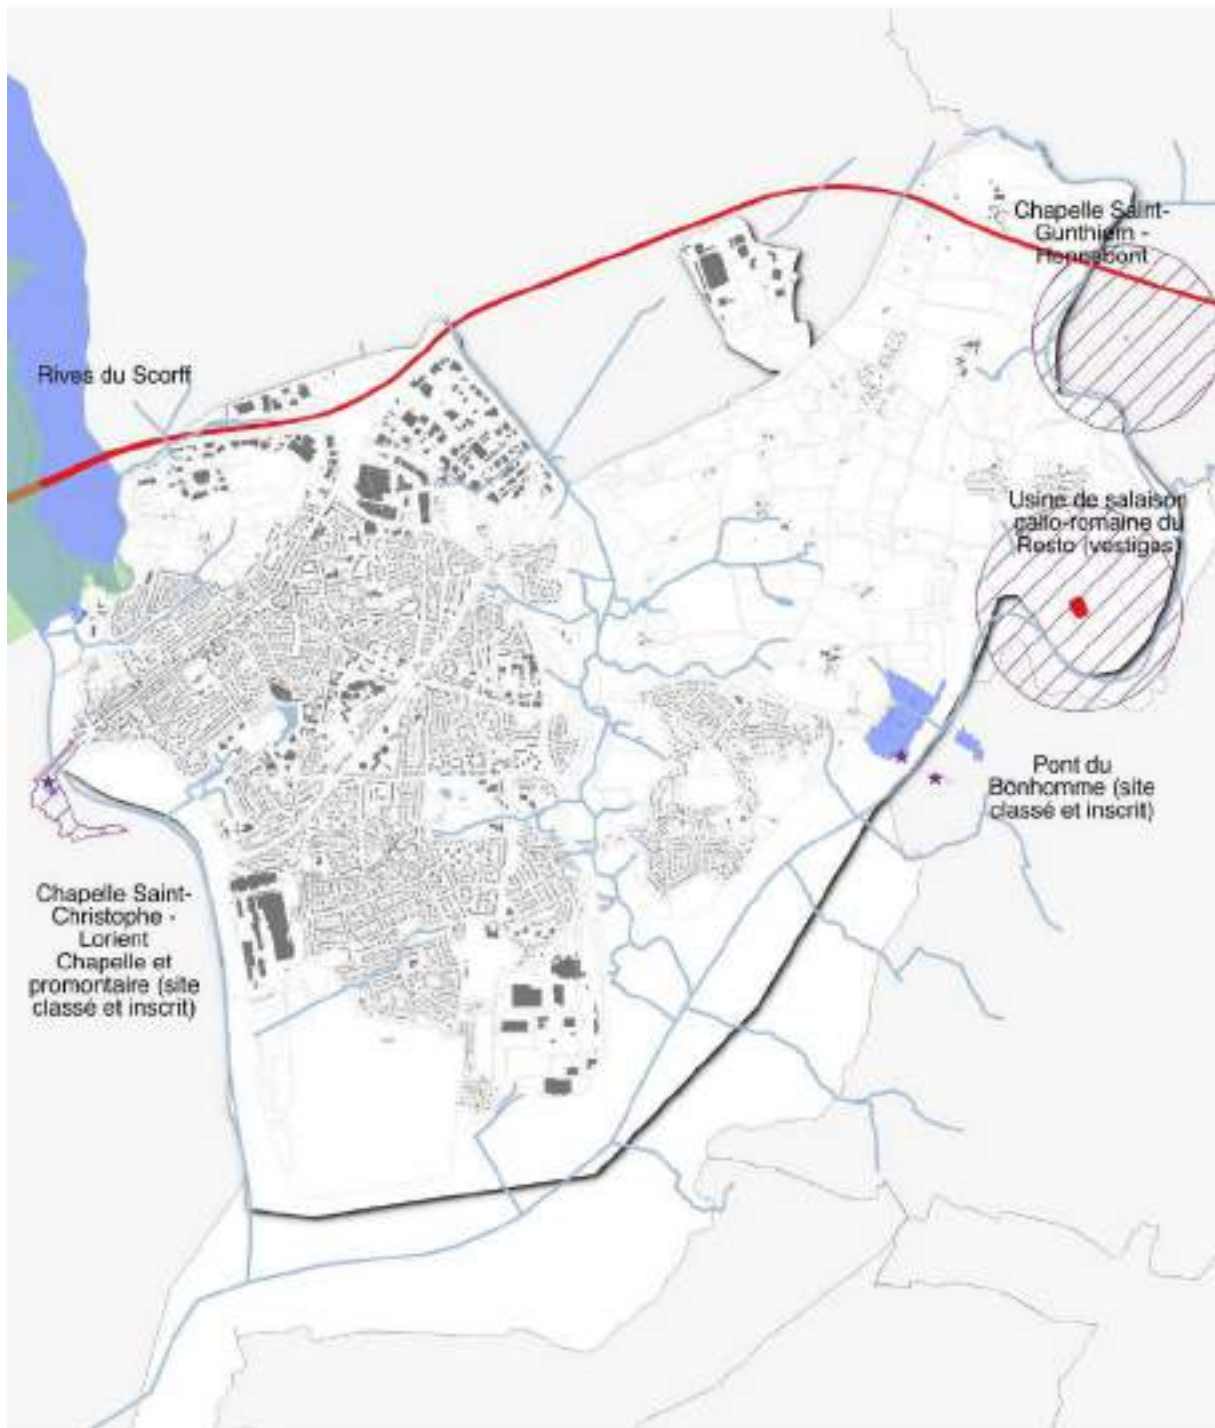 Chapelle Saint-
Gunthiern -
Hennebont
Rives du Scorff
Usine de salaison
gallo-romaine du
Resto (vestiges)
Pont du
Bonhomme (site
classé et inscrit)
Chapelle Saint-
Christophe -
Lorient
Chapelle et
promontaire (site
classé et inscrit)